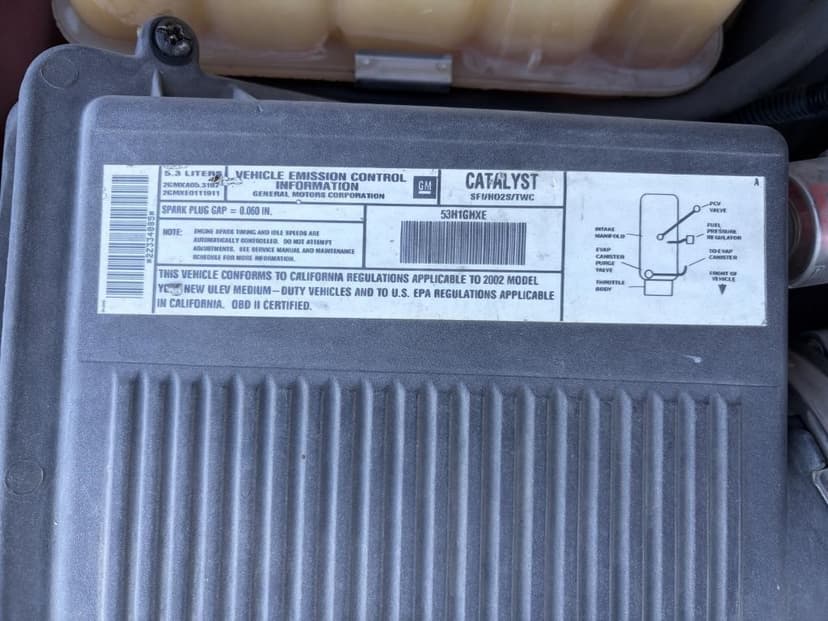 5.3 LITERS
2GMXE0111911
VEHICLE EMISSION CONTROL
INFORMATION
GENERAL MOTORS CORPORATION
GM
CATALYST
SFI/HO2S/TWC
SPARK PLUG GAP = 0.060 IN.
53H1GHXE
NOTE: ENGINE SPARK TIMING AND IDLE SPEEDS ARE
AUTOMATICALLY CONTROLLED. DO NOT ATTEMPT
ADJUSTMENTS. SEE SERVICE MANUAL AND MAINTENANCE
SCHEDULE FOR MORE INFORMATION.
THIS VEHICLE CONFORMS TO CALIFORNIA REGULATIONS APPLICABLE TO 2002 MODEL
NEW ULEV MEDIUM-DUTY VEHICLES AND TO U.S. EPA REGULATIONS APPLICABLE
IN CALIFORNIA. OBD II CERTIFIED.
A
PCV
VALVE
INTAKE
MANIFOLD
FUEL
PRESSURE
REGULATOR
EVAP
CANISTER
PURGE
VALVE
TO EVAP
CANISTER
THROTTLE
BODY
FRONT OF
VEHICLE